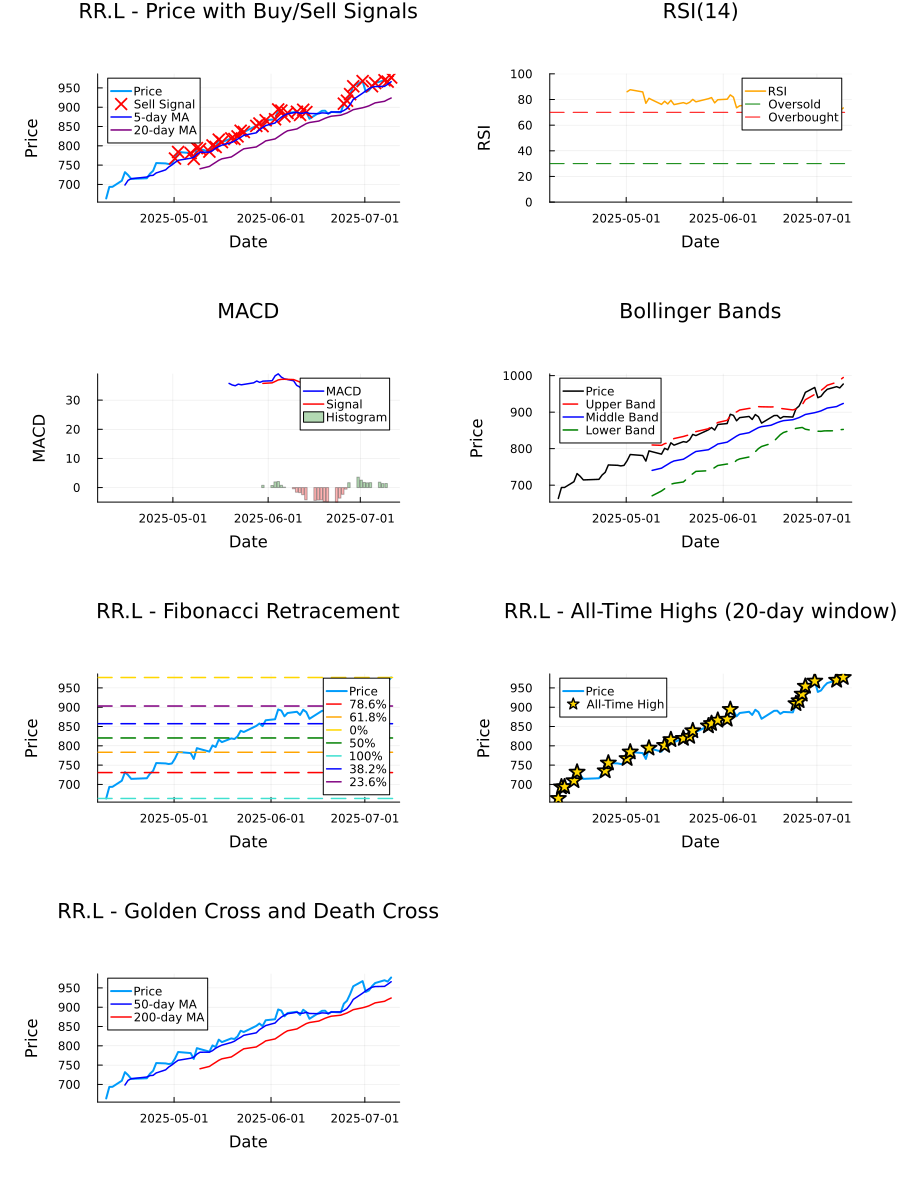 RR.L - Price with Buy/Sell Signals
Price
950
900
850
800
750
700
Price
Sell Signal
5-day MA
20-day MA
2025-05-01
2025-06-01
2025-07-01
Date
RSI(14)
RSI
100
80
60
40
20
0
RSI
Oversold
Overbought
2025-05-01
2025-06-01
2025-07-01
Date
MACD
MACD
30
20
10
0
MACD
Signal
Histogram
2025-05-01
2025-06-01
2025-07-01
Date
Bollinger Bands
Price
1000
900
800
700
Price
Upper Band
Middle Band
Lower Band
2025-05-01
2025-06-01
2025-07-01
Date
RR.L - Fibonacci Retracement
Price
950
900
850
800
750
700
Price
78.6%
61.8%
0%
50%
100%
38.2%
23.6%
2025-05-01
2025-06-01
2025-07-01
Date
RR.L - All-Time Highs (20-day window)
Price
950
900
850
800
750
700
Price
All-Time High
2025-05-01
2025-06-01
2025-07-01
Date
RR.L - Golden Cross and Death Cross
Price
950
900
850
800
750
700
Price
50-day MA
200-day MA
2025-05-01
2025-06-01
2025-07-01
Date